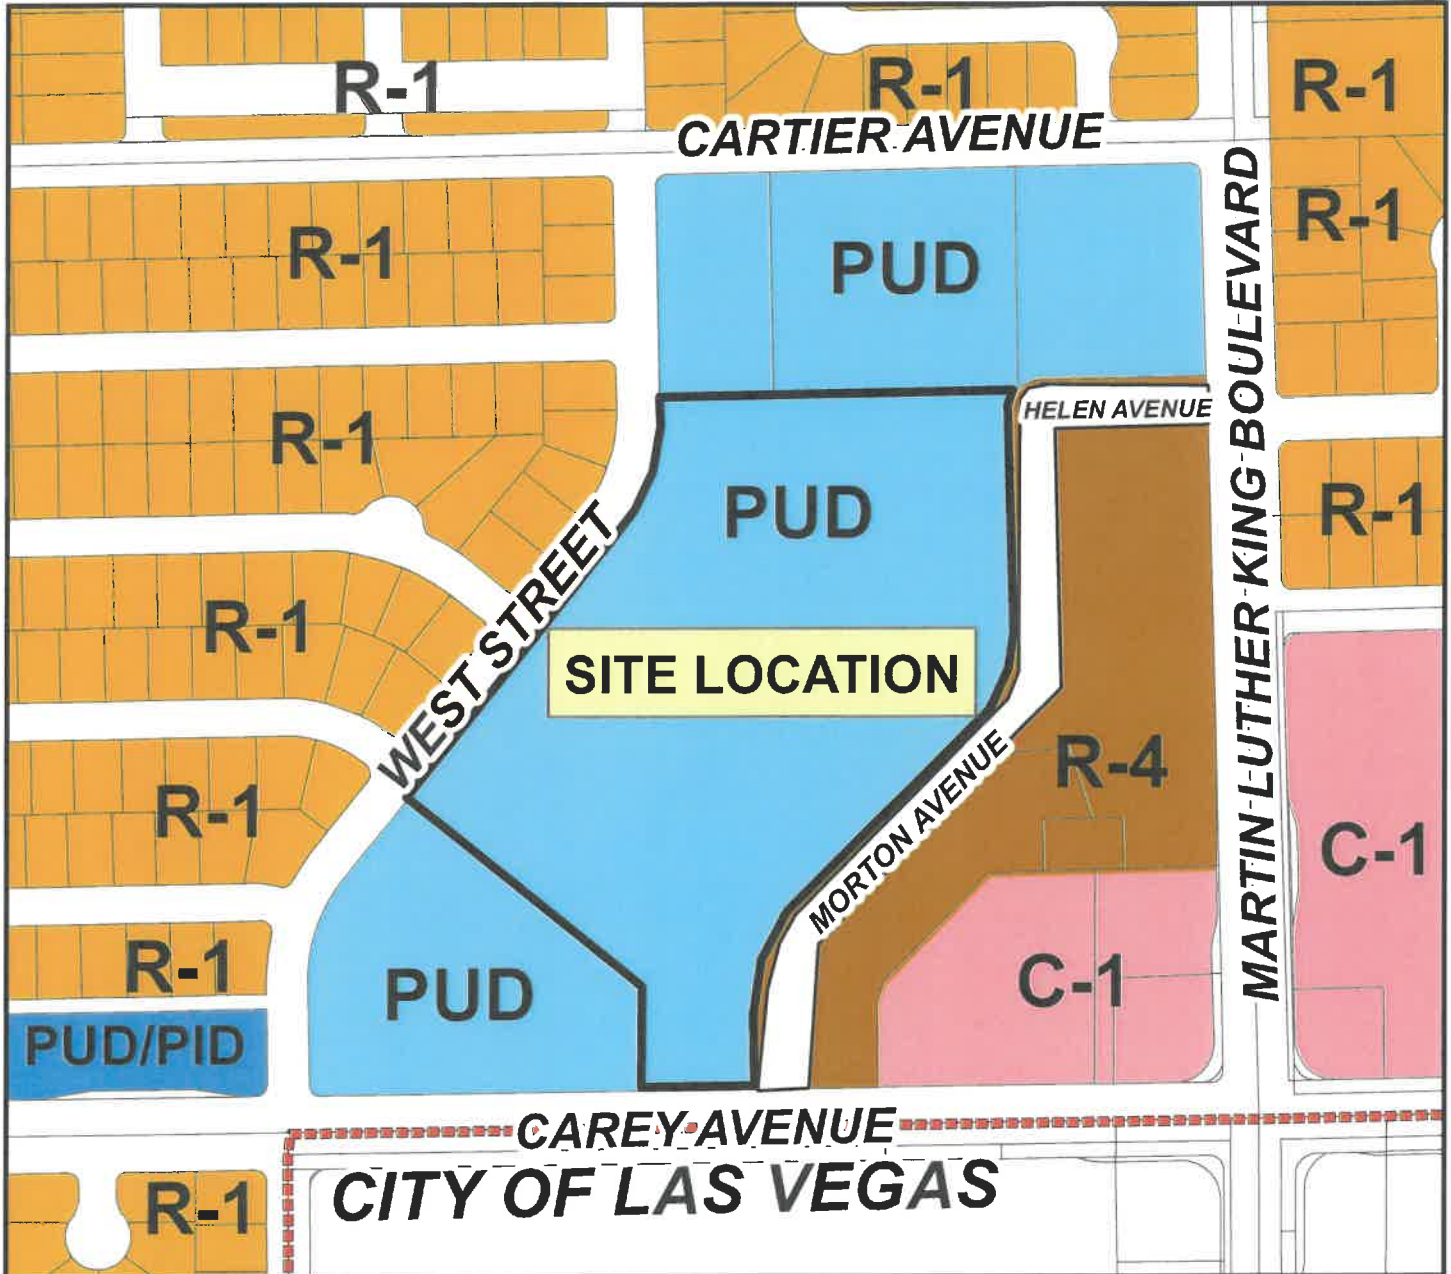 R-1
R-1
R-1
CARTIER AVENUE
R-1
R-1
PUD
MARTIN LUTHER KING BOULEVARD
HELEN AVENUE
R-1
PUD
R-1
WEST STREET
R-1
SITE LOCATION
MORTON AVENUE
R-4
R-1
C-1
R-1
PUD
C-1
PUD/PID
CAREY AVENUE
CITY OF LAS VEGAS
R-1